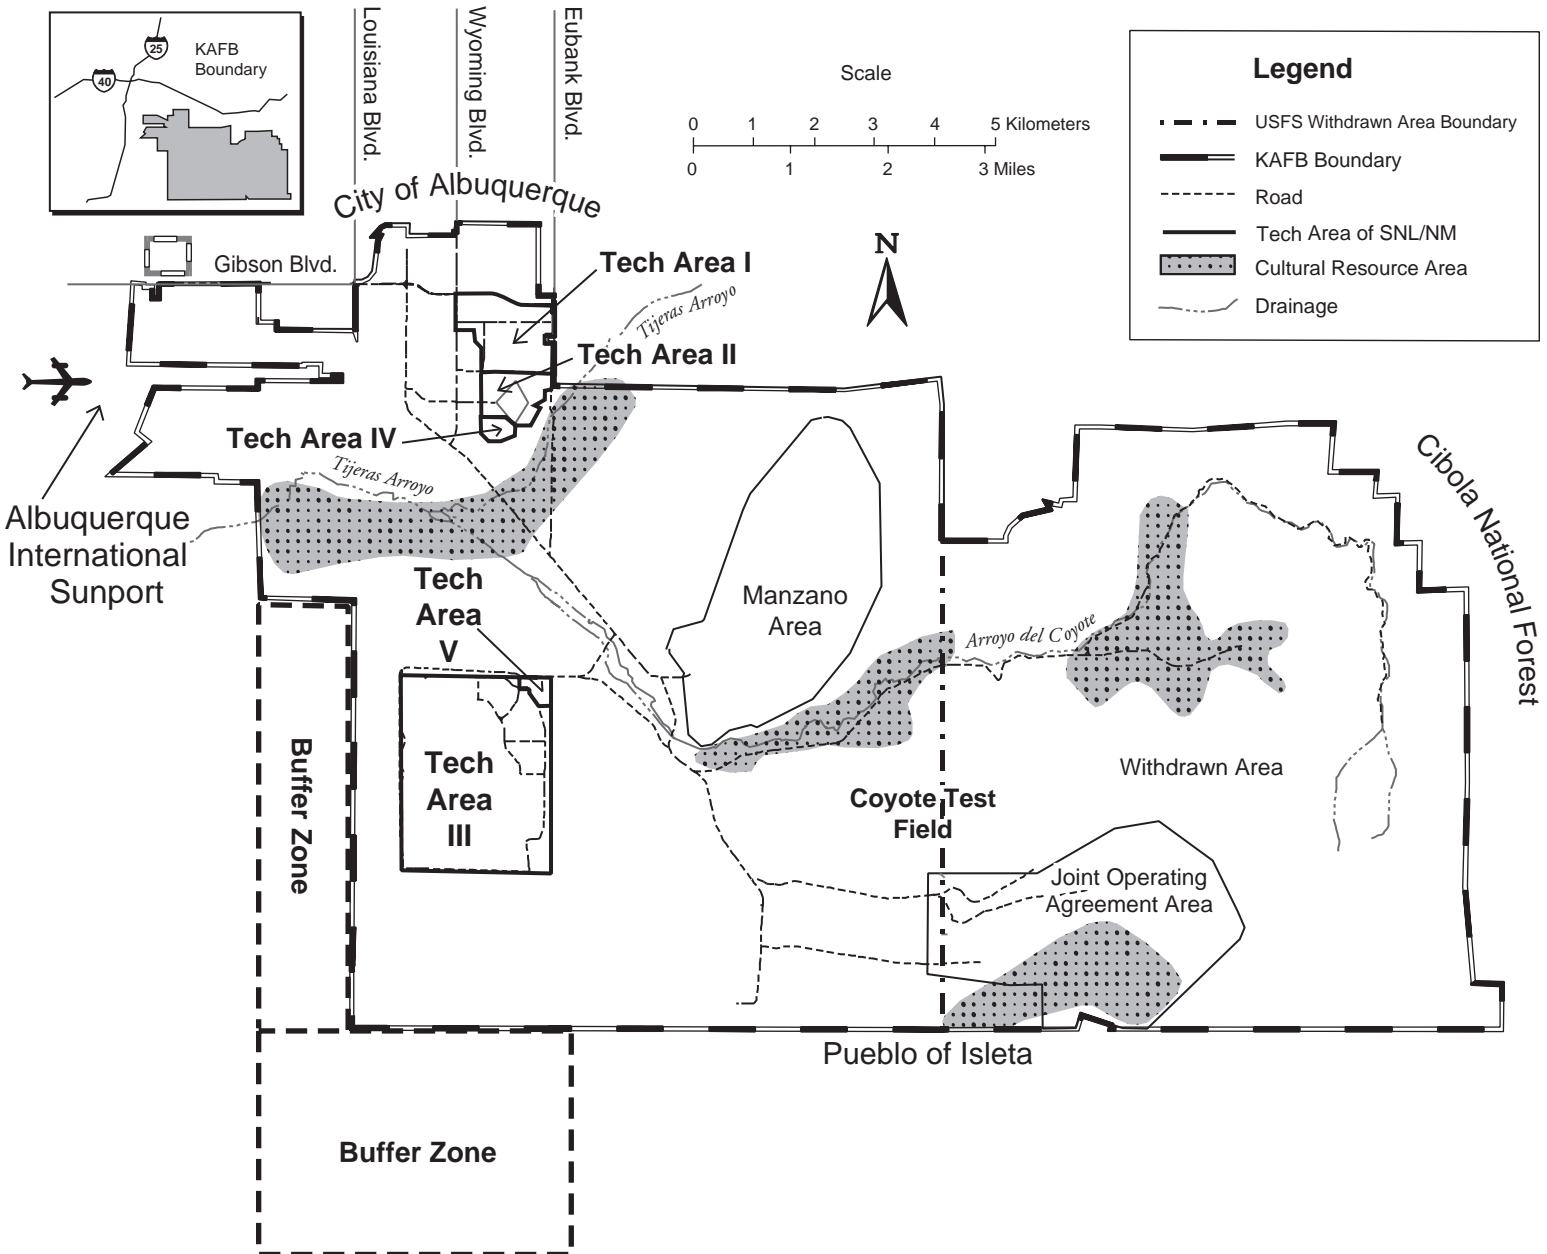 25
KAFB
Boundary
40
Louisiana Blvd.
Wyoming Blvd.
Eubank Blvd.
Scale
0 1 2 3 4 5 Kilometers
0 1 2 3 Miles
Legend
USFS Withdrawn Area Boundary
KAFB Boundary
Road
Tech Area of SNL/NM
Cultural Resource Area
Drainage
City of Albuquerque
N
Gibson Blvd.
Tech Area I
Tijeras Arroyo
Tech Area II
Tech Area IV
Tijeras Arroyo
Albuquerque
International
Sunport
Cibola National Forest
Tech
Area
V
Manzano
Area
Arroyo del Coyote
Buffer Zone
Tech
Area
III
Withdrawn Area
Coyote Test
Field
Joint Operating
Agreement Area
Pueblo of Isleta
Buffer Zone